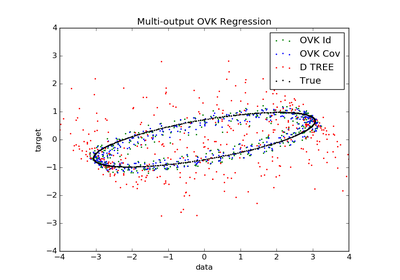 Multi-output OVK Regression
4
3
2
1
0
−1
−2
−3
−4
target
OVK Id
OVK Cov
D TREE
True
−4 −3 −2 −1 0 1 2 3 4
data